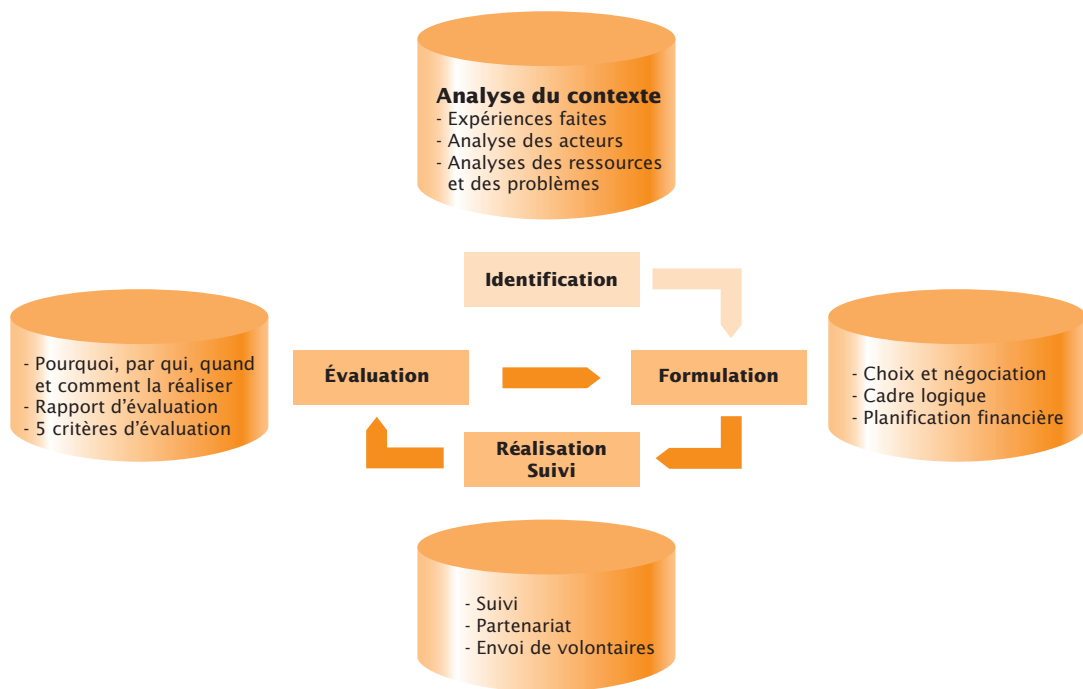 Analyse du contexte
- Expériences faites
- Analyse des acteurs
- Analyses des ressources
et des problèmes
Identification
- Pourquoi, par qui, quand
et comment la réaliser
- Rapport d’évaluation
- 5 critères d’évaluation
Évaluation
Formulation
- Choix et négociation
- Cadre logique
- Planification financière
Réalisation
Suivi
- Suivi
- Partenariat
- Envoi de volontaires